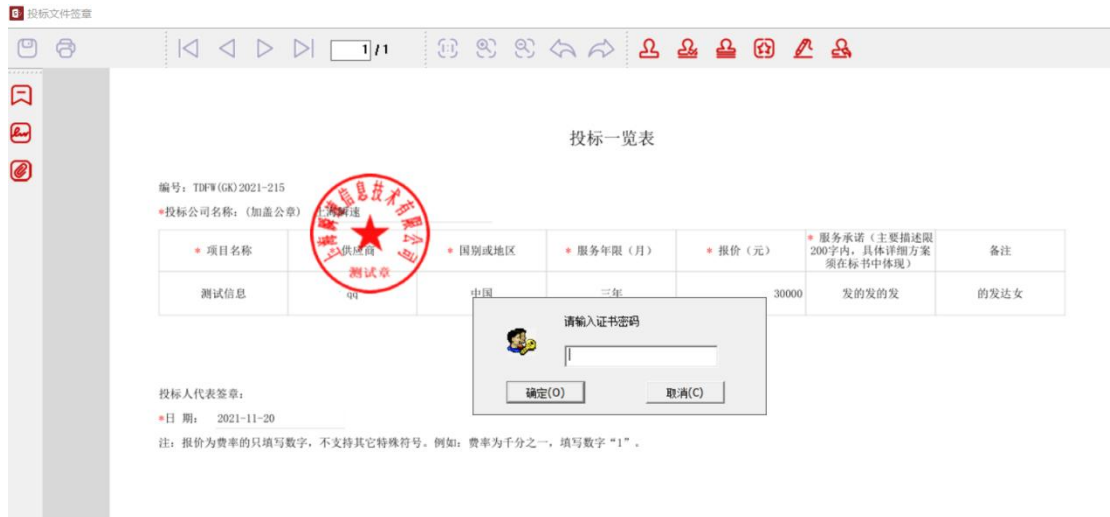 投标文件签章
1 / 1
投标一览表
编号：TDFW(GK)2021-215
*投标公司名称：（加盖公章） 上海瞬速
* 项目名称 *供应商 * 国别或地区 * 服务年限（月） * 报价（元） * 服务承诺（主要描述限200字内，具体详细方案须在标书中体现） 备注
测试信息 qq 中国 三年 30000 发的发的发 的发达女
测试章
请输入证书密码
确定(O) 取消(C)
投标人代表签章：
*日 期： 2021-11-20
注：报价为费率的只填写数字，不支持其它特殊符号。例如：费率为千分之一，填写数字“1”。